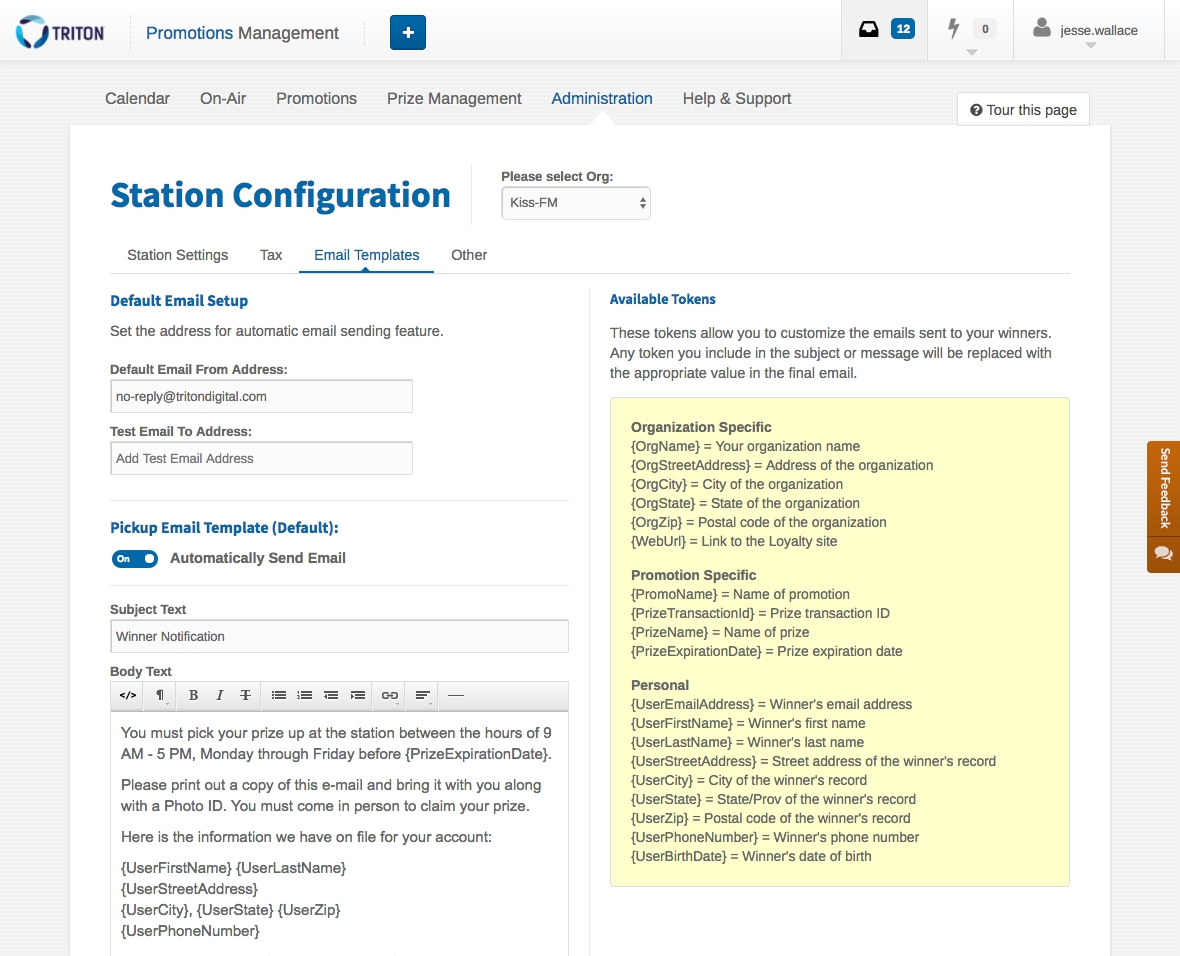 TRITON
Promotions Management
+
12
0
jesse.wallace
Calendar
On-Air
Promotions
Prize Management
Administration
Help & Support
Tour this page
Station Configuration
Please select Org:
Kiss-FM
Station Settings
Tax
Email Templates
Other
Default Email Setup
Set the address for automatic email sending feature.
Default Email From Address:
no-reply@tritondigital.com
Test Email To Address:
Add Test Email Address
Pickup Email Template (Default):
On
Automatically Send Email
Subject Text
Winner Notification
Body Text
</> ¶ B I T
You must pick your prize up at the station between the hours of 9
AM - 5 PM, Monday through Friday before {PrizeExpirationDate}.
Please print out a copy of this e-mail and bring it with you along
with a Photo ID. You must come in person to claim your prize.
Here is the information we have on file for your account:
{UserFirstName} {UserLastName}
{UserStreetAddress}
{UserCity}, {UserState} {UserZip}
{UserPhoneNumber}
Available Tokens
These tokens allow you to customize the emails sent to your winners.
Any token you include in the subject or message will be replaced with
the appropriate value in the final email.
Organization Specific
{OrgName} = Your organization name
{OrgStreetAddress} = Address of the organization
{OrgCity} = City of the organization
{OrgState} = State of the organization
{OrgZip} = Postal code of the organization
{WebUrl} = Link to the Loyalty site
Promotion Specific
{PromoName} = Name of promotion
{PrizeTransactionId} = Prize transaction ID
{PrizeName} = Name of prize
{PrizeExpirationDate} = Prize expiration date
Personal
{UserEmailAddress} = Winner's email address
{UserFirstName} = Winner's first name
{UserLastName} = Winner's last name
{UserStreetAddress} = Street address of the winner's record
{UserCity} = City of the winner's record
{UserState} = State/Prov of the winner's record
{UserZip} = Postal code of the winner's record
{UserPhoneNumber} = Winner's phone number
{UserBirthDate} = Winner's date of birth
Send Feedback